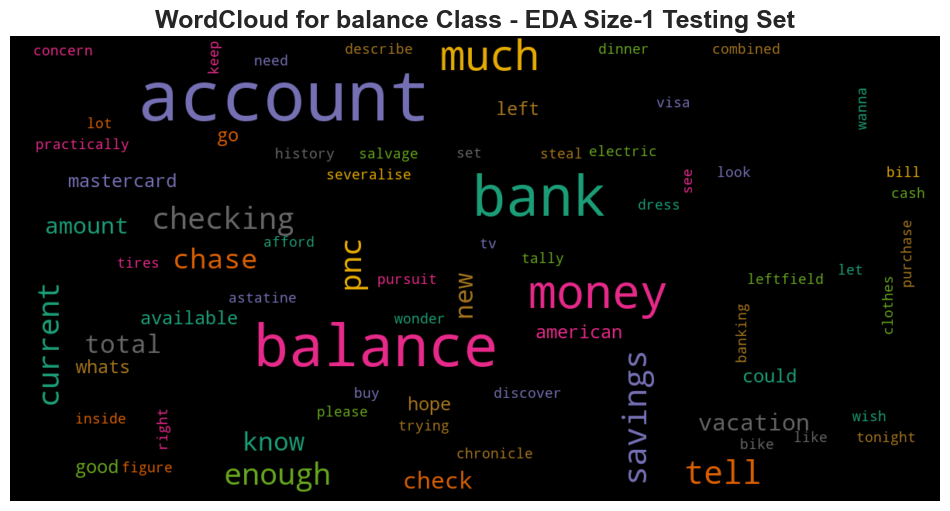 WordCloud for balance Class - EDA Size-1 Testing Set
concern
keep
need
describe
much
dinner
combined
account
left
visa
wanna
lot
go
practically
history
salvage
set
steal
electric
severalise
mastercard
bank
see
look
bill
cash
dress
amount
checking
afford
chase
pnc
tv
tally
purchase
tires
pursuit
new
money
leftfield
let
clothes
current
astatine
available
wonder
american
banking
total
balance
whats
savings
could
buy
discover
hope
please
trying
inside
right
know
vacation
wish
bike
like
tonight
good
figure
enough
chronicle
check
tell